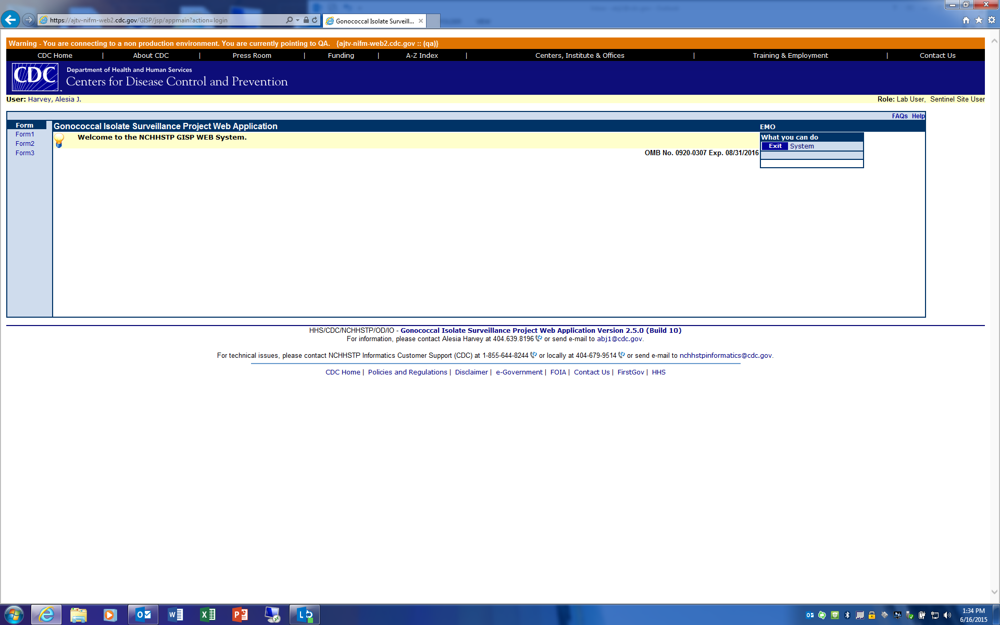 https://ajtv-nifm-web2.cdc.gov/GISP/jsp/appmain?action=login
Gonococcal Isolate Surveill...
Warning - You are connecting to a non production environment. You are currently pointing to QA. {ajtv-nifm-web2.cdc.gov :: (qa)}
CDC Home | About CDC | Press Room | Funding | A-Z Index | Centers, Institute & Offices | Training & Employment | Contact Us
CDC
Department of Health and Human Services
Centers for Disease Control and Prevention
User: Harvey, Alesia J.
Role: Lab User, Sentinel Site User
FAQs Help
Form
Form1
Form2
Form3
Gonococcal Isolate Surveillance Project Web Application
Welcome to the NCHHSTP GISP WEB System.
OMB No. 0920-0307 Exp. 08/31/2016
EMO
What you can do
Exit System
HHS/CDC/NCHHSTP/OD/IO - Gonococcal Isolate Surveillance Project Web Application Version 2.5.0 (Build 10)
For information, please contact Alesia Harvey at 404.639.8196 or send e-mail to abj1@cdc.gov.
For technical issues, please contact NCHHSTP Informatics Customer Support (CDC) at 1-855-644-8244 or locally at 404-679-9514 or send e-mail to nchhstpinformatics@cdc.gov.
CDC Home | Policies and Regulations | Disclaimer | e-Government | FOIA | Contact Us | FirstGov | HHS
1:34 PM
6/16/2015